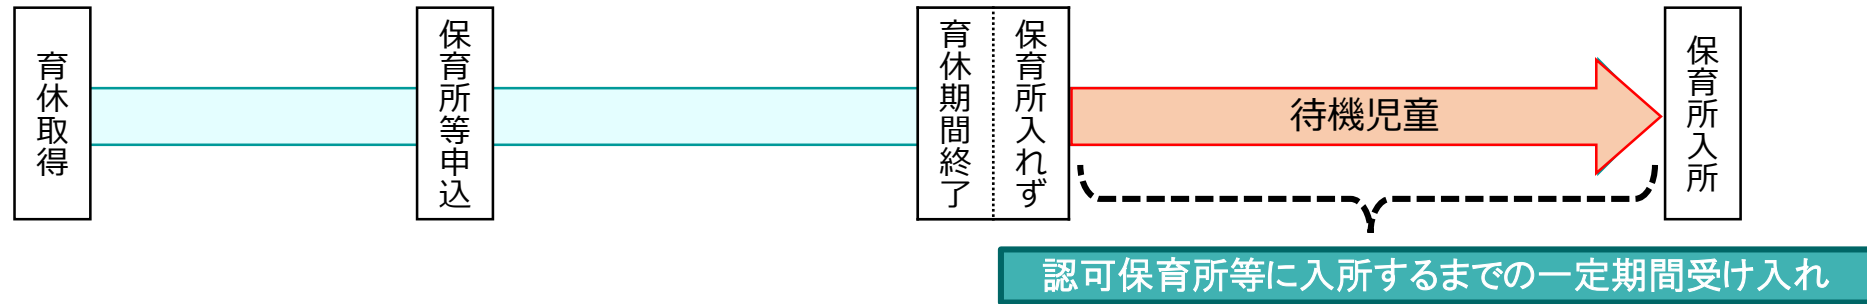 育休取得
保育所等申込
育休期間終了
保育所入れず
待機児童
保育所入所
認可保育所等に入所するまでの一定期間受け入れ